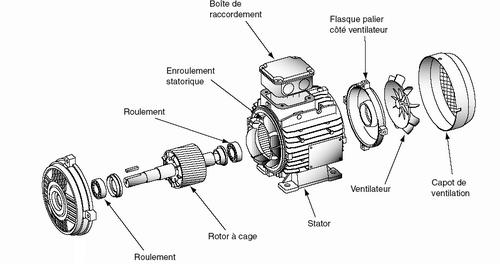 Boîte de
raccordement
Flasque palier
côté ventilateur
Enroulement
statorique
Roulement
Ventilateur
Capot de
ventilation
Stator
Rotor à cage
Roulement